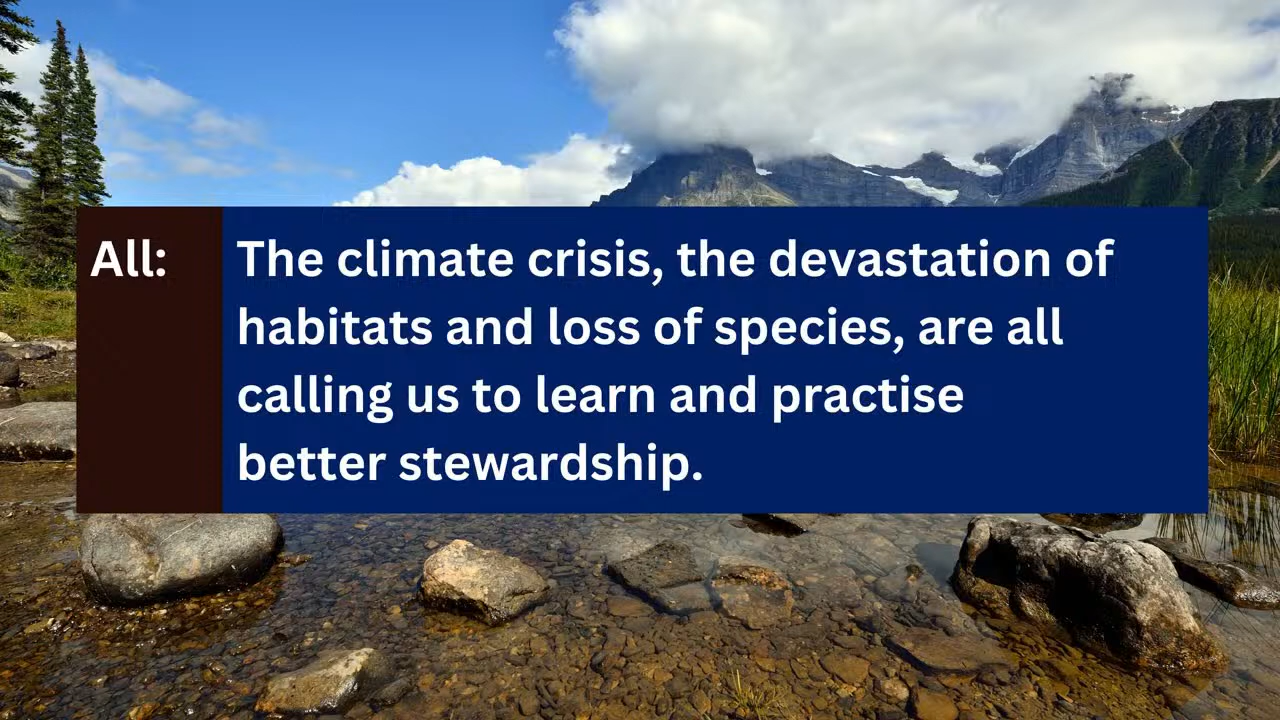 All: The climate crisis, the devastation of
habitats and loss of species, are all
calling us to learn and practise
better stewardship.